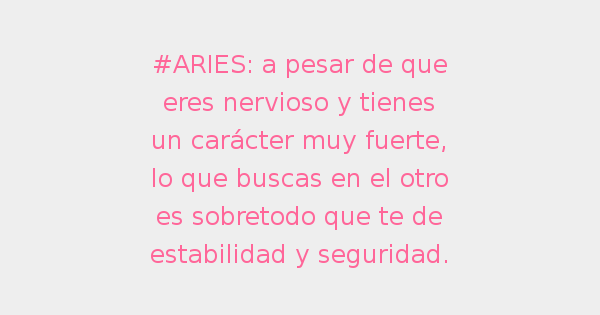 #ARIES: a pesar de que
eres nervioso y tienes
un carácter muy fuerte,
lo que buscas en el otro
es sobretodo que te de
estabilidad y seguridad.